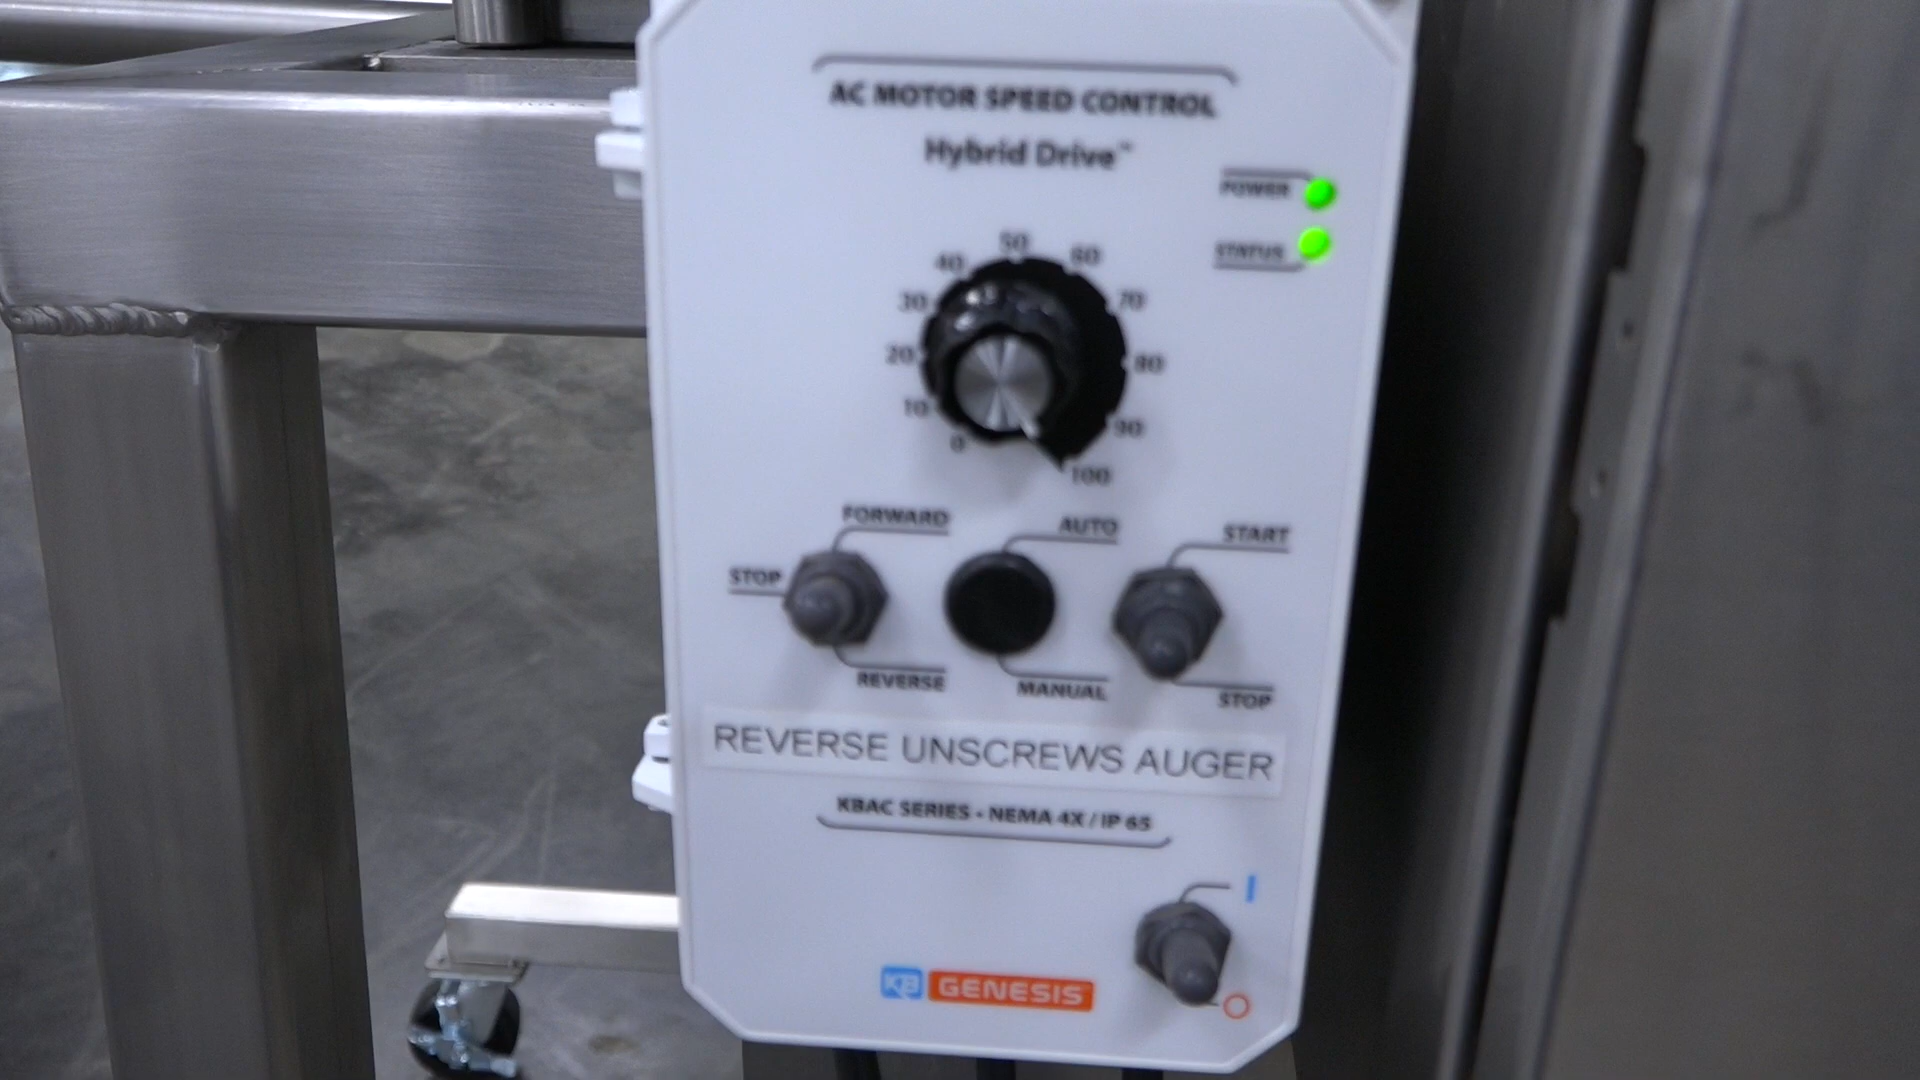 AC MOTOR SPEED CONTROL
Hybrid Drive™
POWER
STATUS
50
40
60
30
70
20
80
10
90
0
100
FORWARD
AUTO
START
STOP
REVERSE
MANUAL
STOP
REVERSE UNSCREWS AUGER
KBAC SERIES - NEMA 4X / IP 65
I
O
KB GENESIS